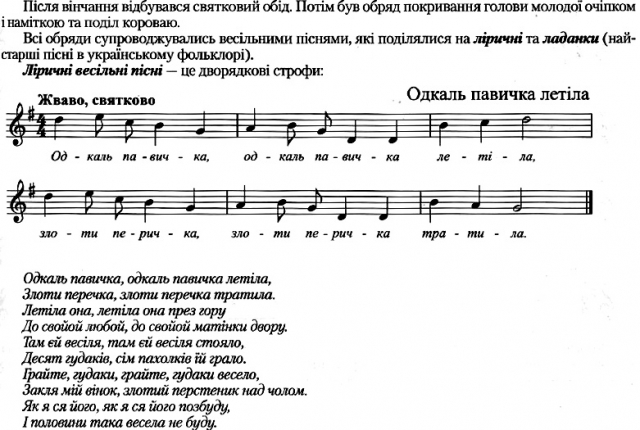 Після вінчання відбувався святковий обід. Потім був обряд покривання голови молодої очіпком
і наміткою та поділ короваю.
Всі обряди супроводжувались весільними піснями, які поділялися на ліричні та ладанки (най-
старші пісні в українському фольклорі).
Ліричні весільні пісні — це дворядкові строфи:
Одкаль павичка летіла
Жваво, святково
4
4
Од - каль па - вич - ка, од - каль па - вич - ка ле - ті - ла,
зло - ти пе - рич - ка, зло - ти пе - рич - ка тра - ти - ла.
Одкаль павичка, одкаль павичка летіла,
Злоти перечка, злоти перечка тратила.
Летіла она, летіла она през гору
До свойой любой, до свойой матінки двору.
Там єй весіля, там єй весіля стояло,
Десят гудаків, сім пахолків їй грало.
Грайте, гудаки, грайте, гудаки весело,
Закля мій вінок, злотий перстеник над чолом.
Як я ся його, як я ся його позбуду,
І половини така весела не буду.